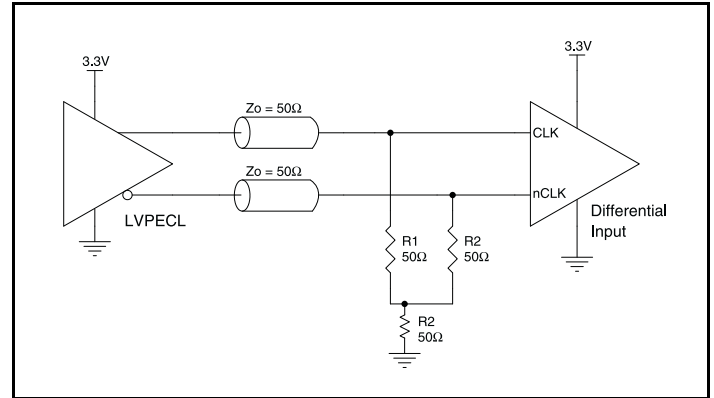 3.3V
3.3V
Zo = 50Ω
CLK
Zo = 50Ω
nCLK
LVPECL
Differential
Input
R1
50Ω
R2
50Ω
R2
50Ω